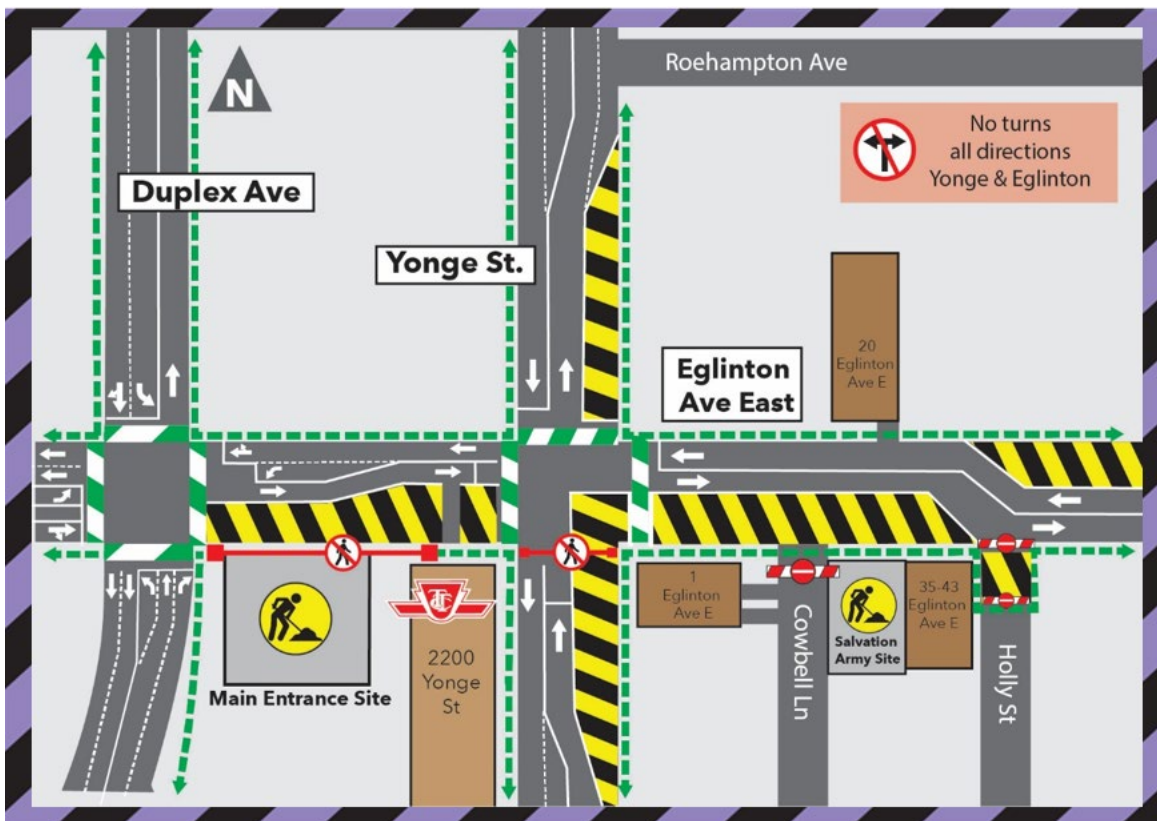 Roehampton Ave
N
No turns
all directions
Yonge & Eglinton
Duplex Ave
Yonge St.
20
Eglinton
Ave E
Eglinton
Ave East
1
Eglinton
Ave E
35-43
Eglinton
Ave E
TTC
Salvation
Army Site
2200
Yonge
St
Main Entrance Site
Cowbell Ln
Holly St